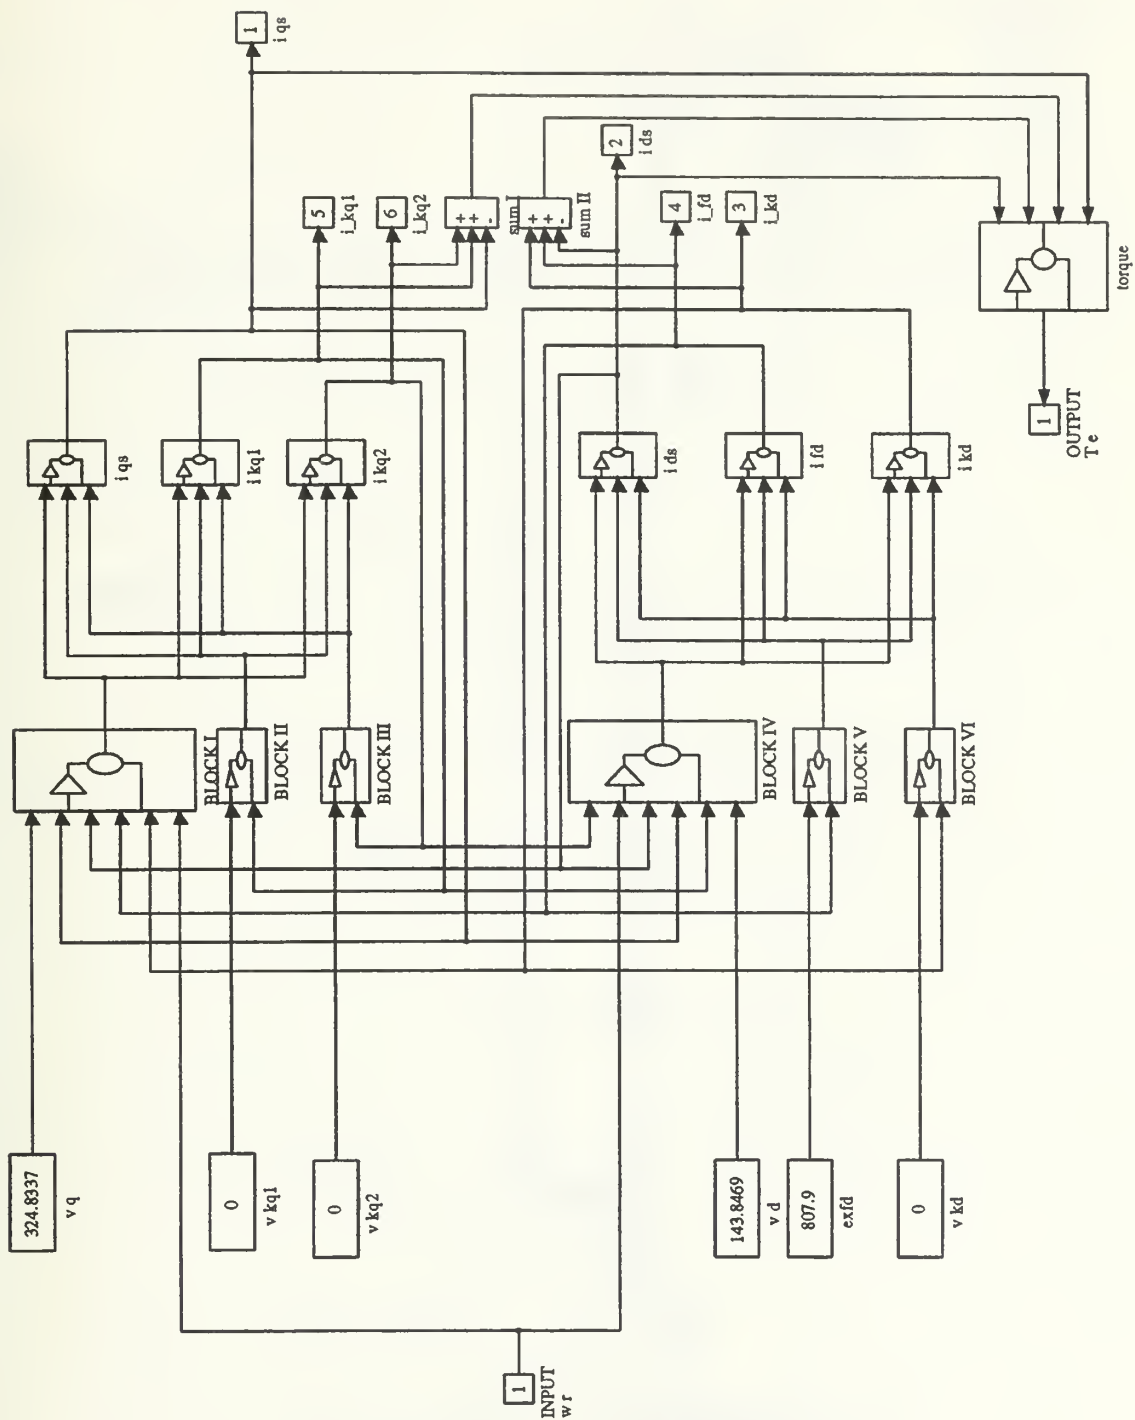 324.8337
v q
0
v kq1
0
v kq2
143.8469
v d
807.9
exfd
0
v kd
1
INPUT
w r
BLOCK I
BLOCK II
BLOCK III
BLOCK IV
BLOCK V
BLOCK VI
i qs
i kq1
i kq2
i ds
i fd
i kd
1
i qs
5
i_kq1
6
i_kq2
+
+
-
sum I
+
+
-
sum II
2
i ds
4
i_fd
3
i_kd
torque
1
OUTPUT
T e